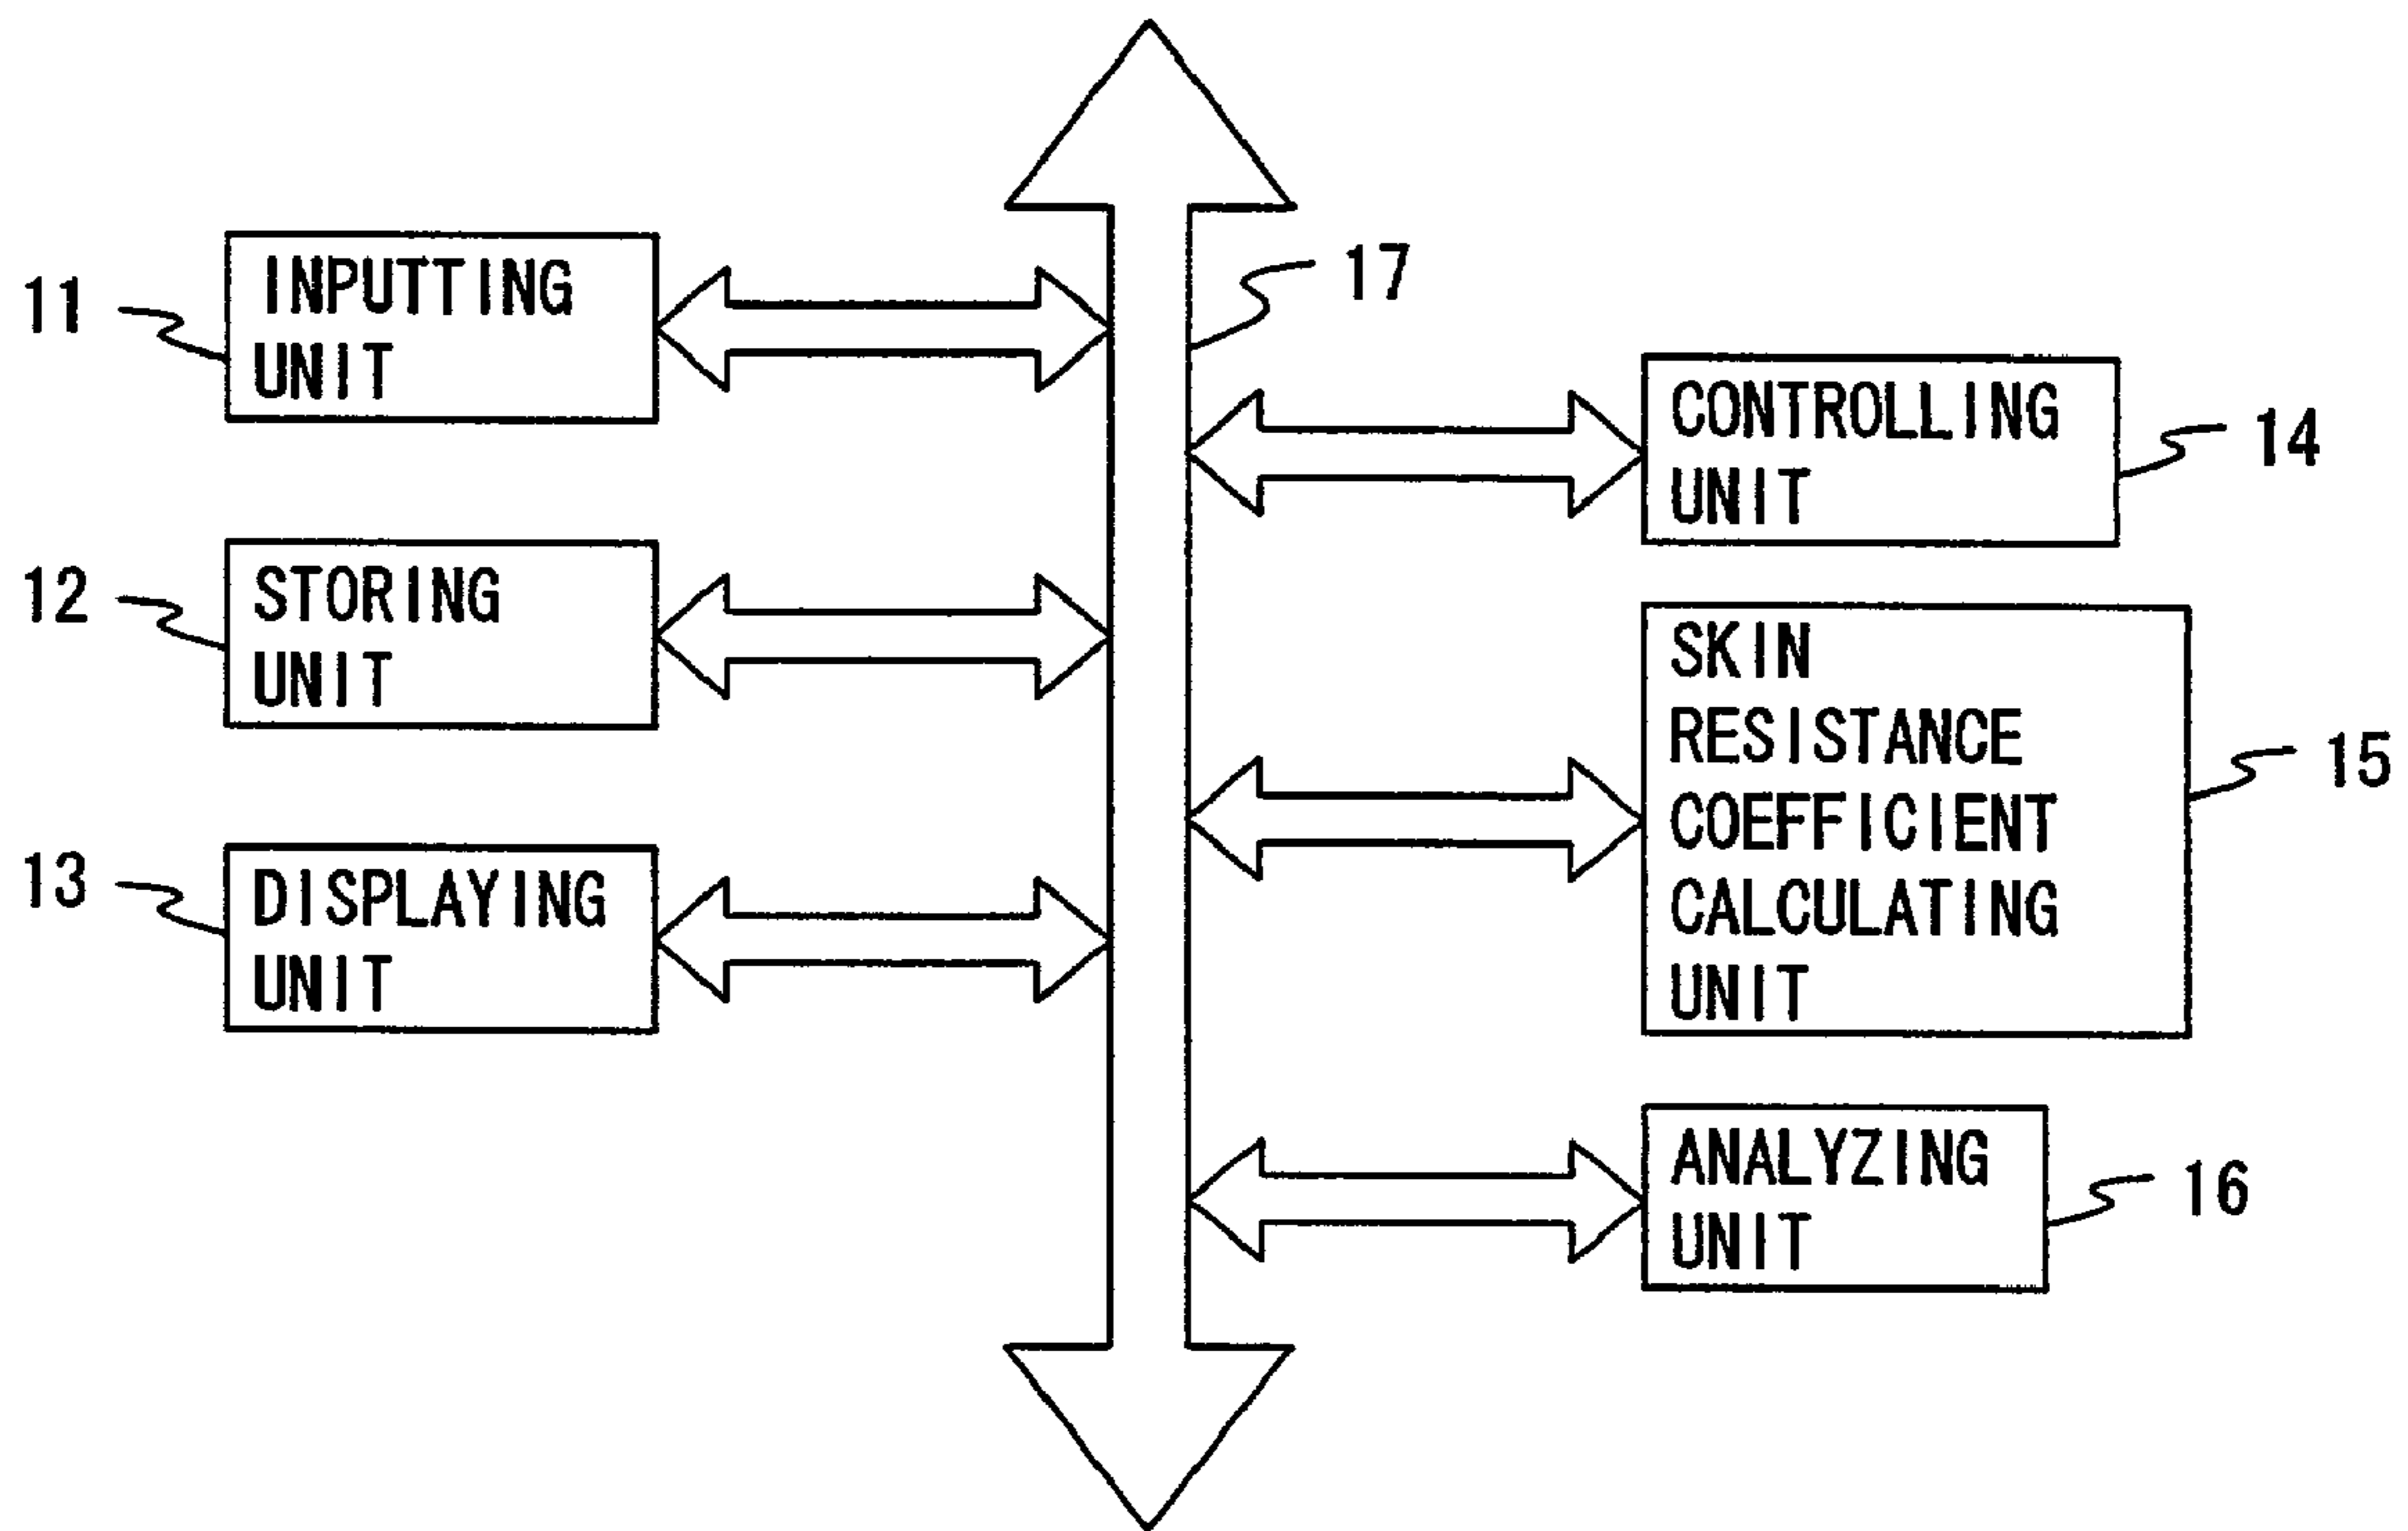 11
INPUTTING
UNIT
12
STORING
UNIT
13
DISPLAYING
UNIT
17
CONTROLLING
UNIT
14
SKIN
RESISTANCE
COEFFICIENT
CALCULATING
UNIT
15
ANALYZING
UNIT
16